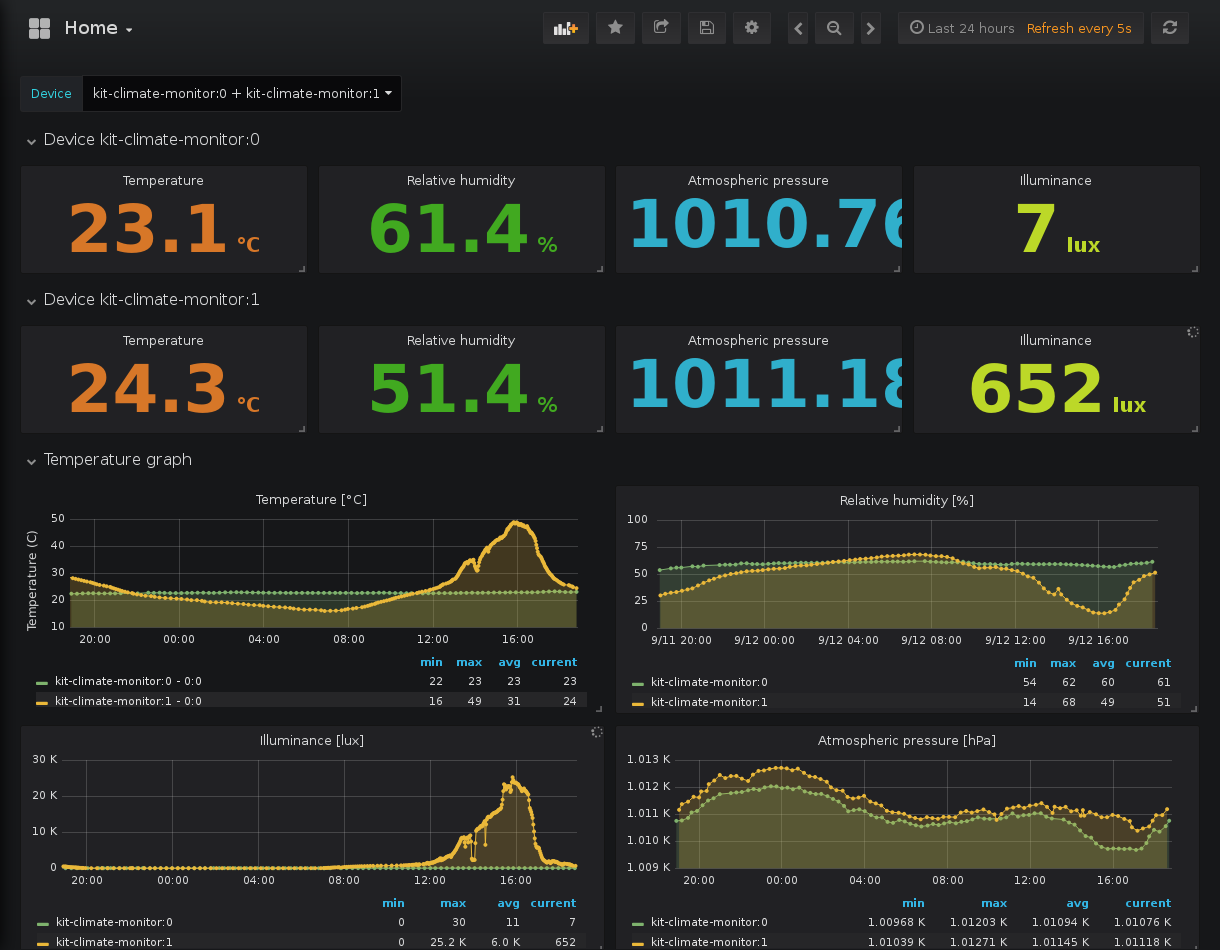 Home
Last 24 hours Refresh every 5s
Device kit-climate-monitor:0 + kit-climate-monitor:1
Device kit-climate-monitor:0
Temperature Relative humidity Atmospheric pressure Illuminance
23.1 °C 61.4 % 1010.76 7 lux
Device kit-climate-monitor:1
Temperature Relative humidity Atmospheric pressure Illuminance
24.3 °C 51.4 % 1011.18 652 lux
Temperature graph
Temperature [°C]
Temperature (C)
50
40
30
20
10
20:00 00:00 04:00 08:00 12:00 16:00
min max avg current
kit-climate-monitor:0 - 0:0 22 23 23 23
kit-climate-monitor:1 - 0:0 16 49 31 24
Relative humidity [%]
100
75
50
25
0
9/11 20:00 9/12 00:00 9/12 04:00 9/12 08:00 9/12 12:00 9/12 16:00
min max avg current
kit-climate-monitor:0 54 62 60 61
kit-climate-monitor:1 14 68 49 51
Illuminance [lux]
30 K
20 K
10 K
0
20:00 00:00 04:00 08:00 12:00 16:00
min max avg current
kit-climate-monitor:0 0 30 11 7
kit-climate-monitor:1 0 25.2 K 6.0 K 652
Atmospheric pressure [hPa]
1.013 K
1.012 K
1.011 K
1.010 K
1.009 K
20:00 00:00 04:00 08:00 12:00 16:00
min max avg current
kit-climate-monitor:0 1.00968 K 1.01203 K 1.01094 K 1.01076 K
kit-climate-monitor:1 1.01039 K 1.01271 K 1.01145 K 1.01118 K